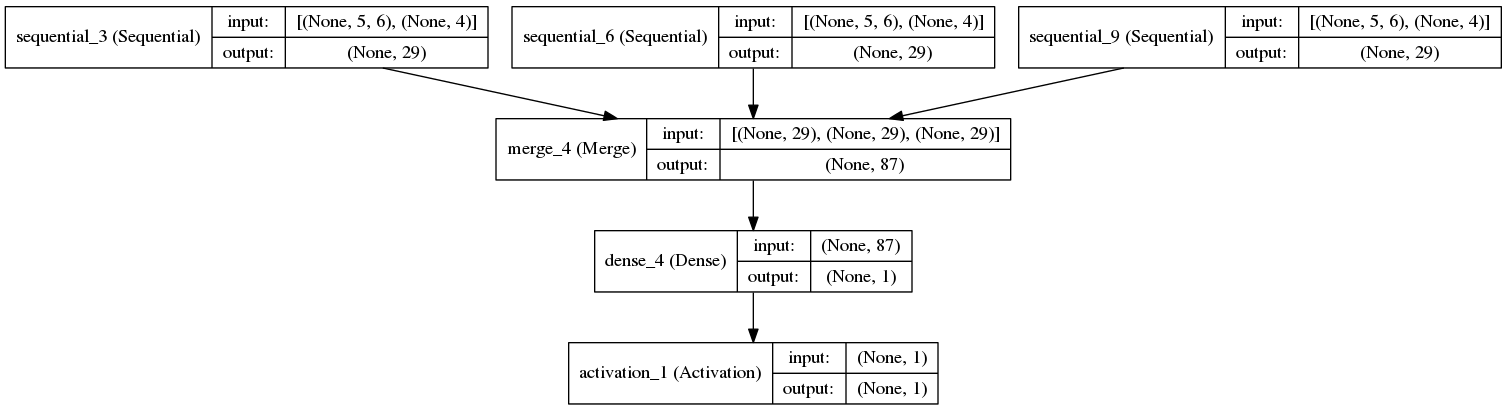 sequential_3 (Sequential) input: [(None, 5, 6), (None, 4)]
output: (None, 29)
sequential_6 (Sequential) input: [(None, 5, 6), (None, 4)]
output: (None, 29)
sequential_9 (Sequential) input: [(None, 5, 6), (None, 4)]
output: (None, 29)
merge_4 (Merge) input: [(None, 29), (None, 29), (None, 29)]
output: (None, 87)
dense_4 (Dense) input: (None, 87)
output: (None, 1)
activation_1 (Activation) input: (None, 1)
output: (None, 1)